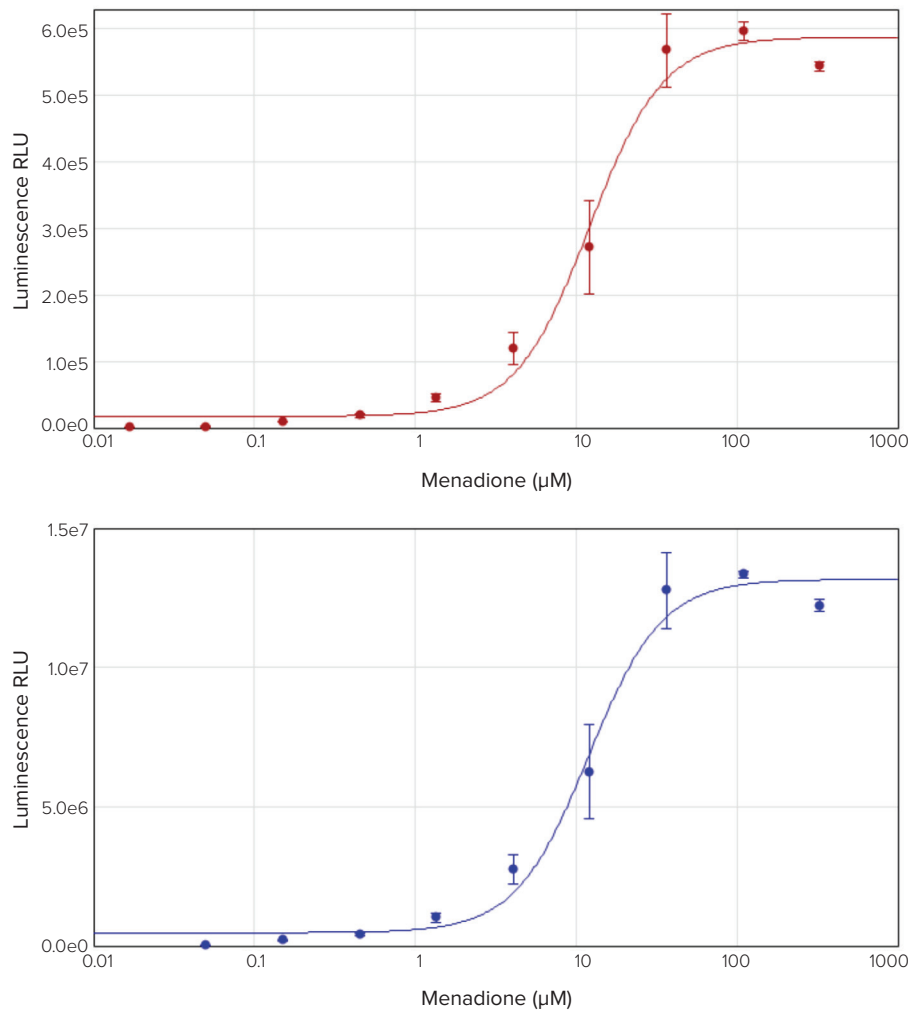 6.0e5
5.0e5
4.0e5
3.0e5
2.0e5
1.0e5
0.0e0
Luminescence RLU
0.01 0.1 1 10 100 1000
Menadione (µM)
1.5e7
1.0e7
5.0e6
0.0e0
Luminescence RLU
0.01 0.1 1 10 100 1000
Menadione (µM)